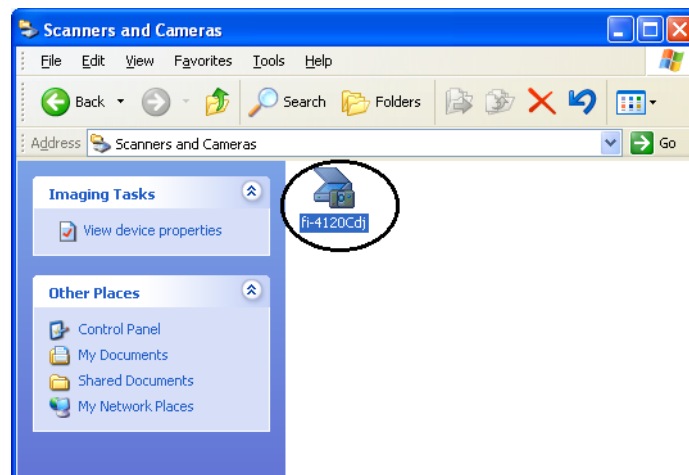 Scanners and Cameras
File Edit View Favorites Tools Help
Back Search Folders
Address Scanners and Cameras Go
Imaging Tasks
View device properties
fi-4120Cdj
Other Places
Control Panel
My Documents
Shared Documents
My Network Places